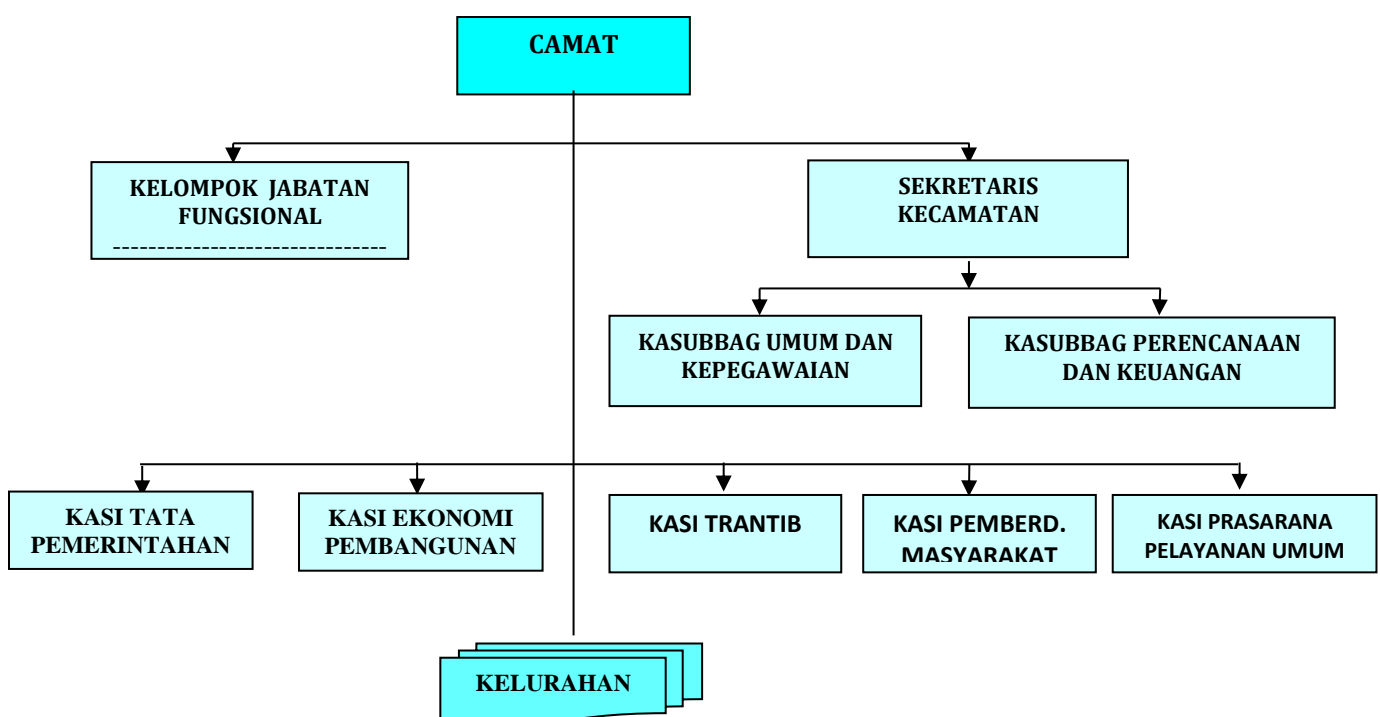 CAMAT
KELOMPOK JABATAN
FUNGSIONAL
-------------------------------
SEKRETARIS
KECAMATAN
KASUBBAG UMUM DAN
KEPEGAWAIAN
KASUBBAG PERENCANAAN
DAN KEUANGAN
KASI TATA
PEMERINTAHAN
KASI EKONOMI
PEMBANGUNAN
KASI TRANTIB
KASI PEMBERD.
MASYARAKAT
KASI PRASARANA
PELAYANAN UMUM
KELURAHAN